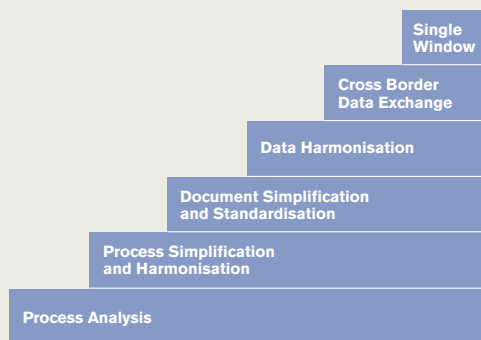 Single
Window
Cross Border
Data Exchange
Data Harmonisation
Document Simplification
and Standardisation
Process Simplification
and Harmonisation
Process Analysis